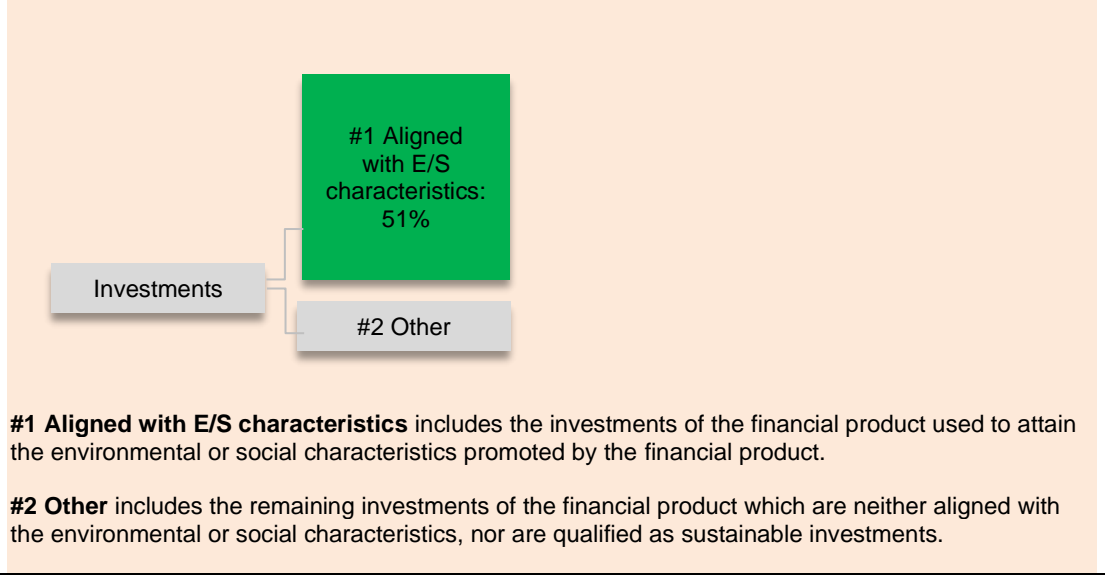 #1 Aligned
with E/S
characteristics:
51%
Investments
#2 Other
#1 Aligned with E/S characteristics includes the investments of the financial product used to attain
the environmental or social characteristics promoted by the financial product.
#2 Other includes the remaining investments of the financial product which are neither aligned with
the environmental or social characteristics, nor are qualified as sustainable investments.